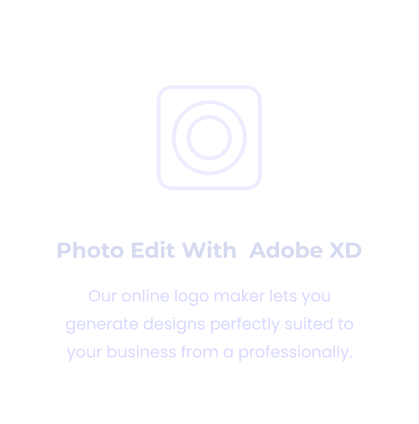 Photo Edit With  Adobe XD
Our online logo maker lets you
generate designs perfectly suited to
your business from a professionally.